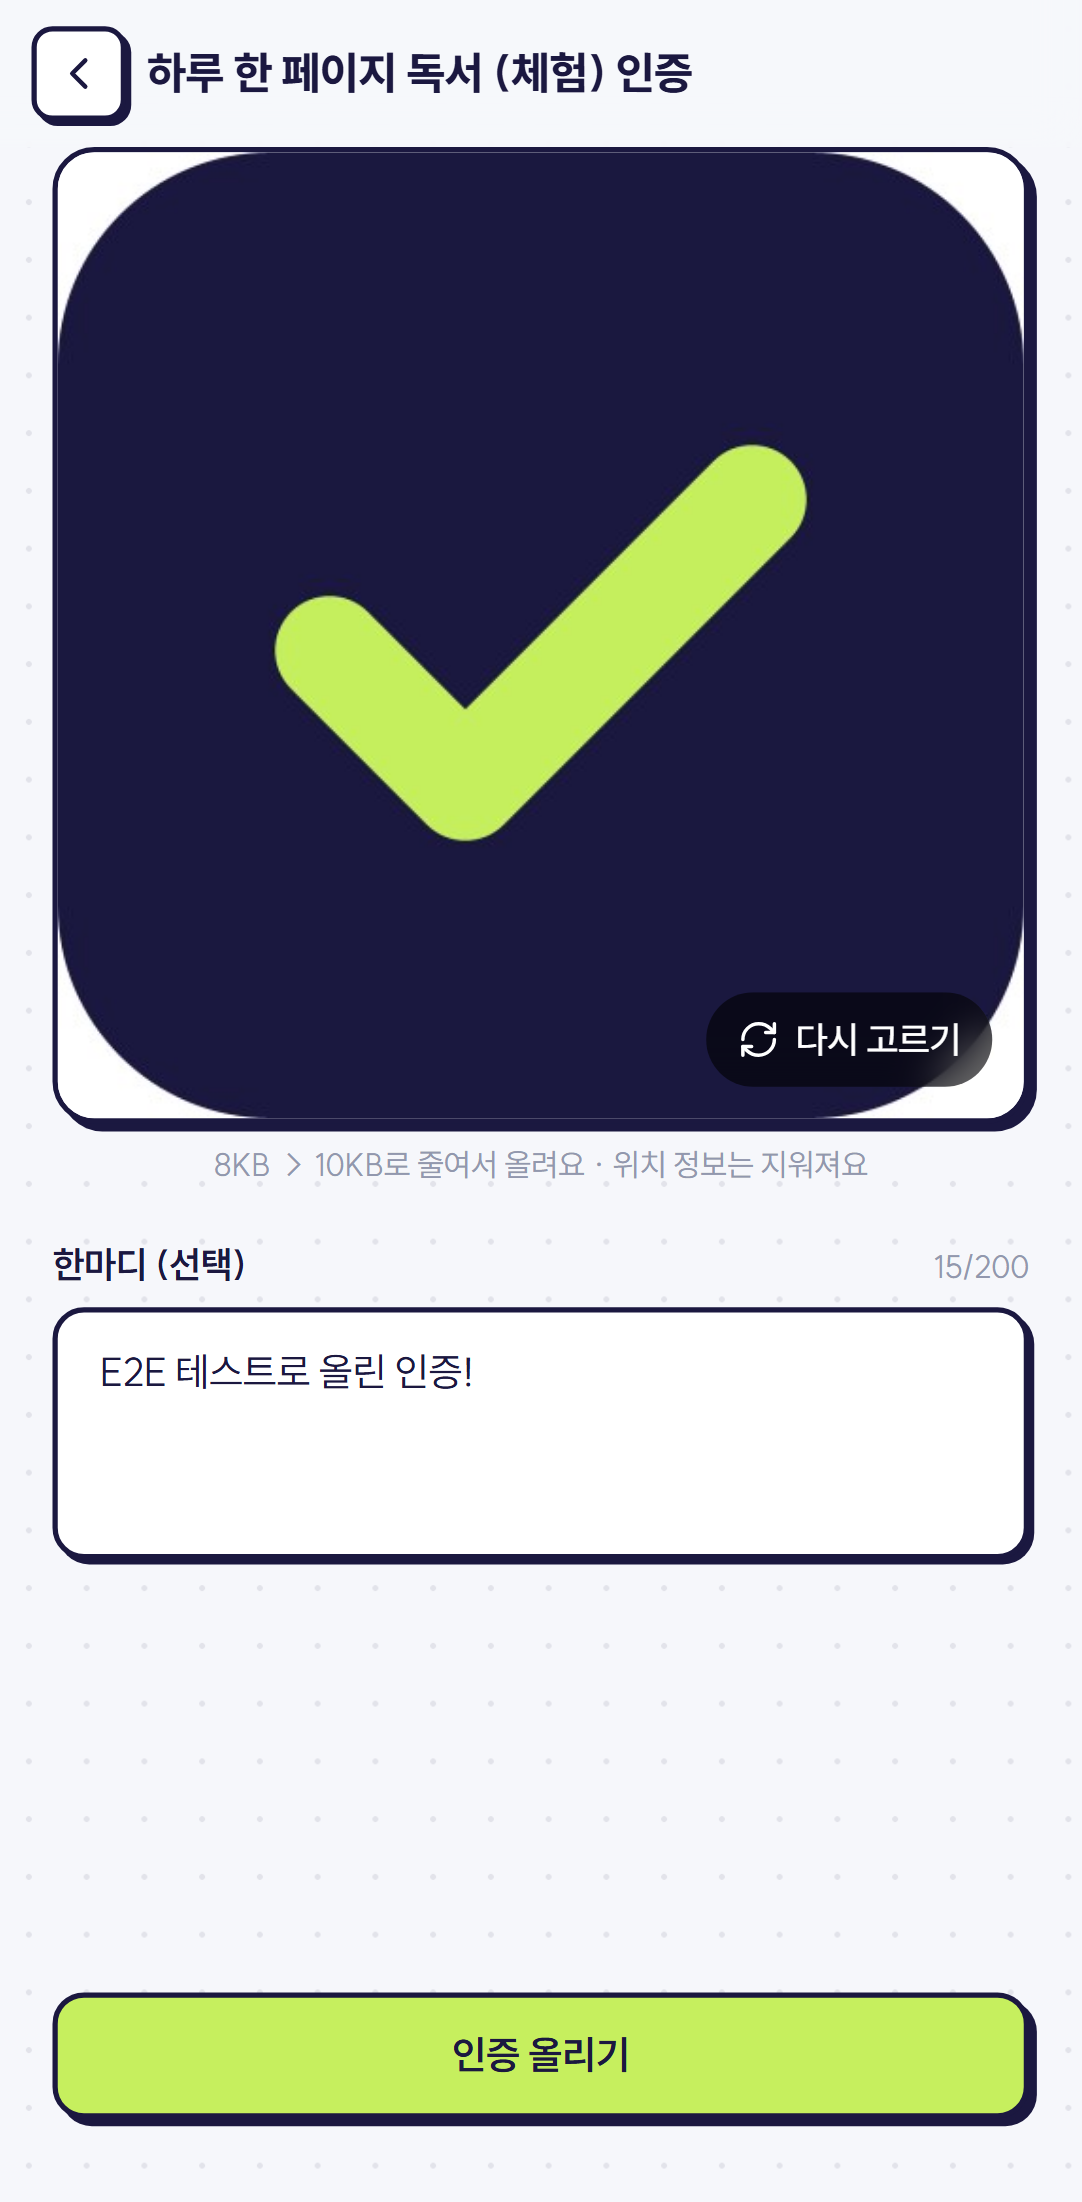 하루 한 페이지 독서 (체험) 인증
다시 고르기
8KB > 10KB로 줄여서 올려요 · 위치 정보는 지워져요
한마디 (선택)
15/200
E2E 테스트로 올린 인증!
인증 올리기